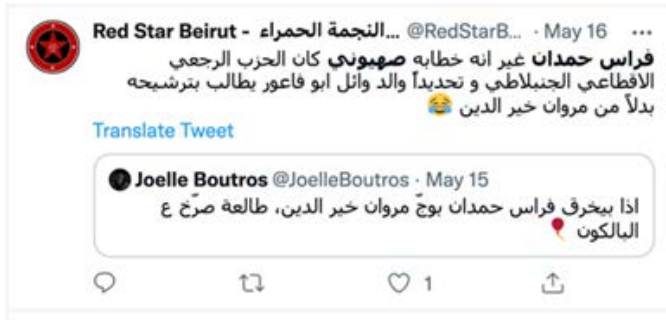 Red Star Beirut - النجمة الحمراء... @RedStarB... · May 16
فراس حمدان غير انه خطابه صهيوني كان الحزب الرجعي
الاقطاعي الجنبلاطي و تحديداً والد وائل ابو فاعور يطالب بترشيحه
بدلاً من مروان خير الدين 😂
Translate Tweet
Joelle Boutros @JoelleBoutros · May 15
اذا بيخرق فراس حمدان بوجّ مروان خير الدين، طالعة صرّخ ع
البالكون 🎈
1